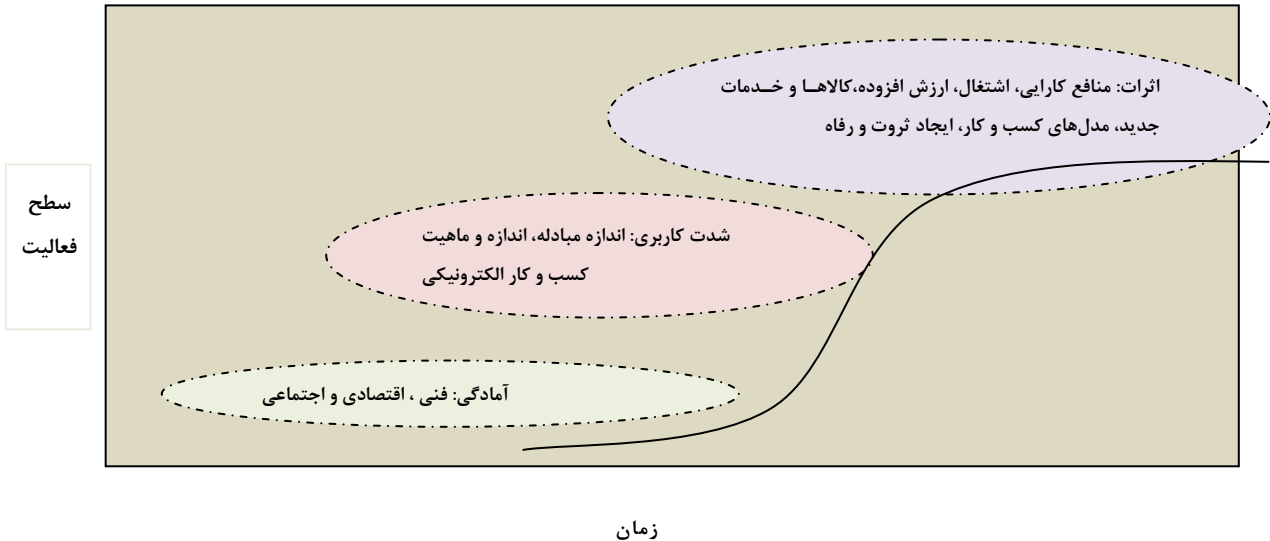 اثرات: منافع کارایی، اشتغال، ارزش افزوده،کالاهـا و خـدمات
جدید، مدل‌های کسب و کار، ایجاد ثروت و رفاه
سطح
فعالیت
شدت کاربری: اندازه مبادله، اندازه و ماهیت
کسب و کار الکترونیکی
آمادگی: فنی ، اقتصادی و اجتماعی
زمان